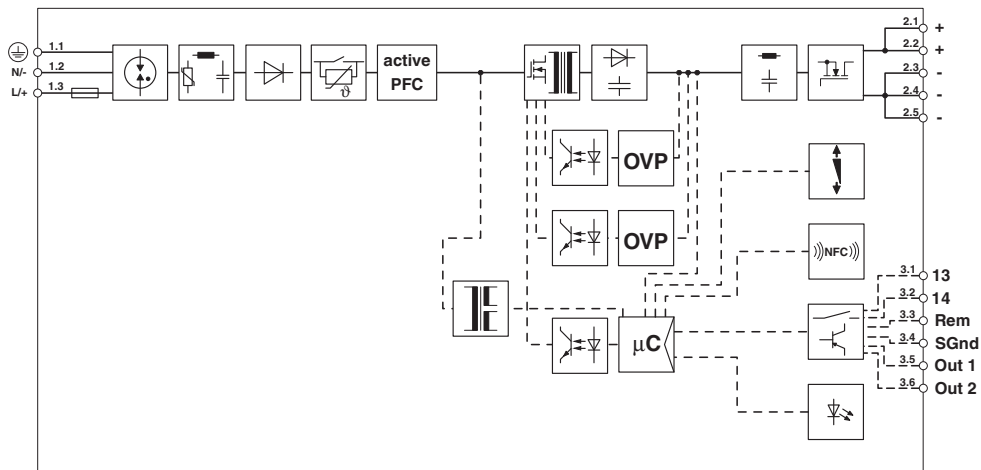 1.1
N/- 1.2
L/+ 1.3
ϑ
active
PFC
2.1 +
2.2 +
2.3 -
2.4 -
2.5 -
OVP
OVP
)))NFC)))
μC
3.1 13
3.2 14
3.3 Rem
3.4 SGnd
3.5 Out 1
3.6 Out 2